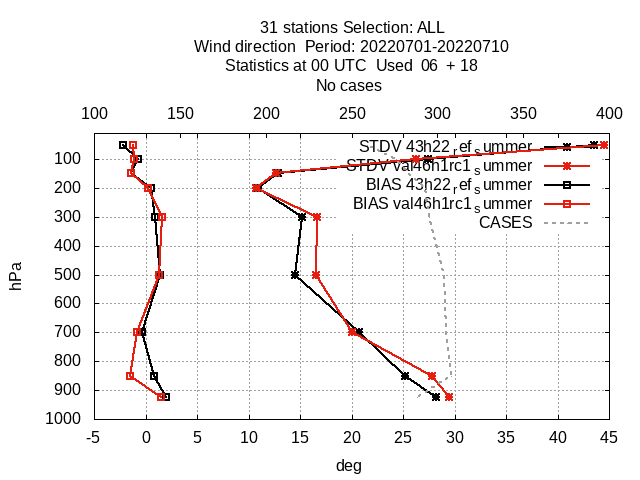 31 stations Selection: ALL
Wind direction  Period: 20220701-20220710
Statistics at 00 UTC  Used  06  + 18
No cases
100 150 200 250 300 350 400
STDV 43h22_ref_summer
STDV val46h1rc1_summer
BIAS 43h22_ref_summer
BIAS val46h1rc1_summer
CASES
100
200
300
400
500
600
700
800
900
1000
hPa
-5 0 5 10 15 20 25 30 35 40 45
deg